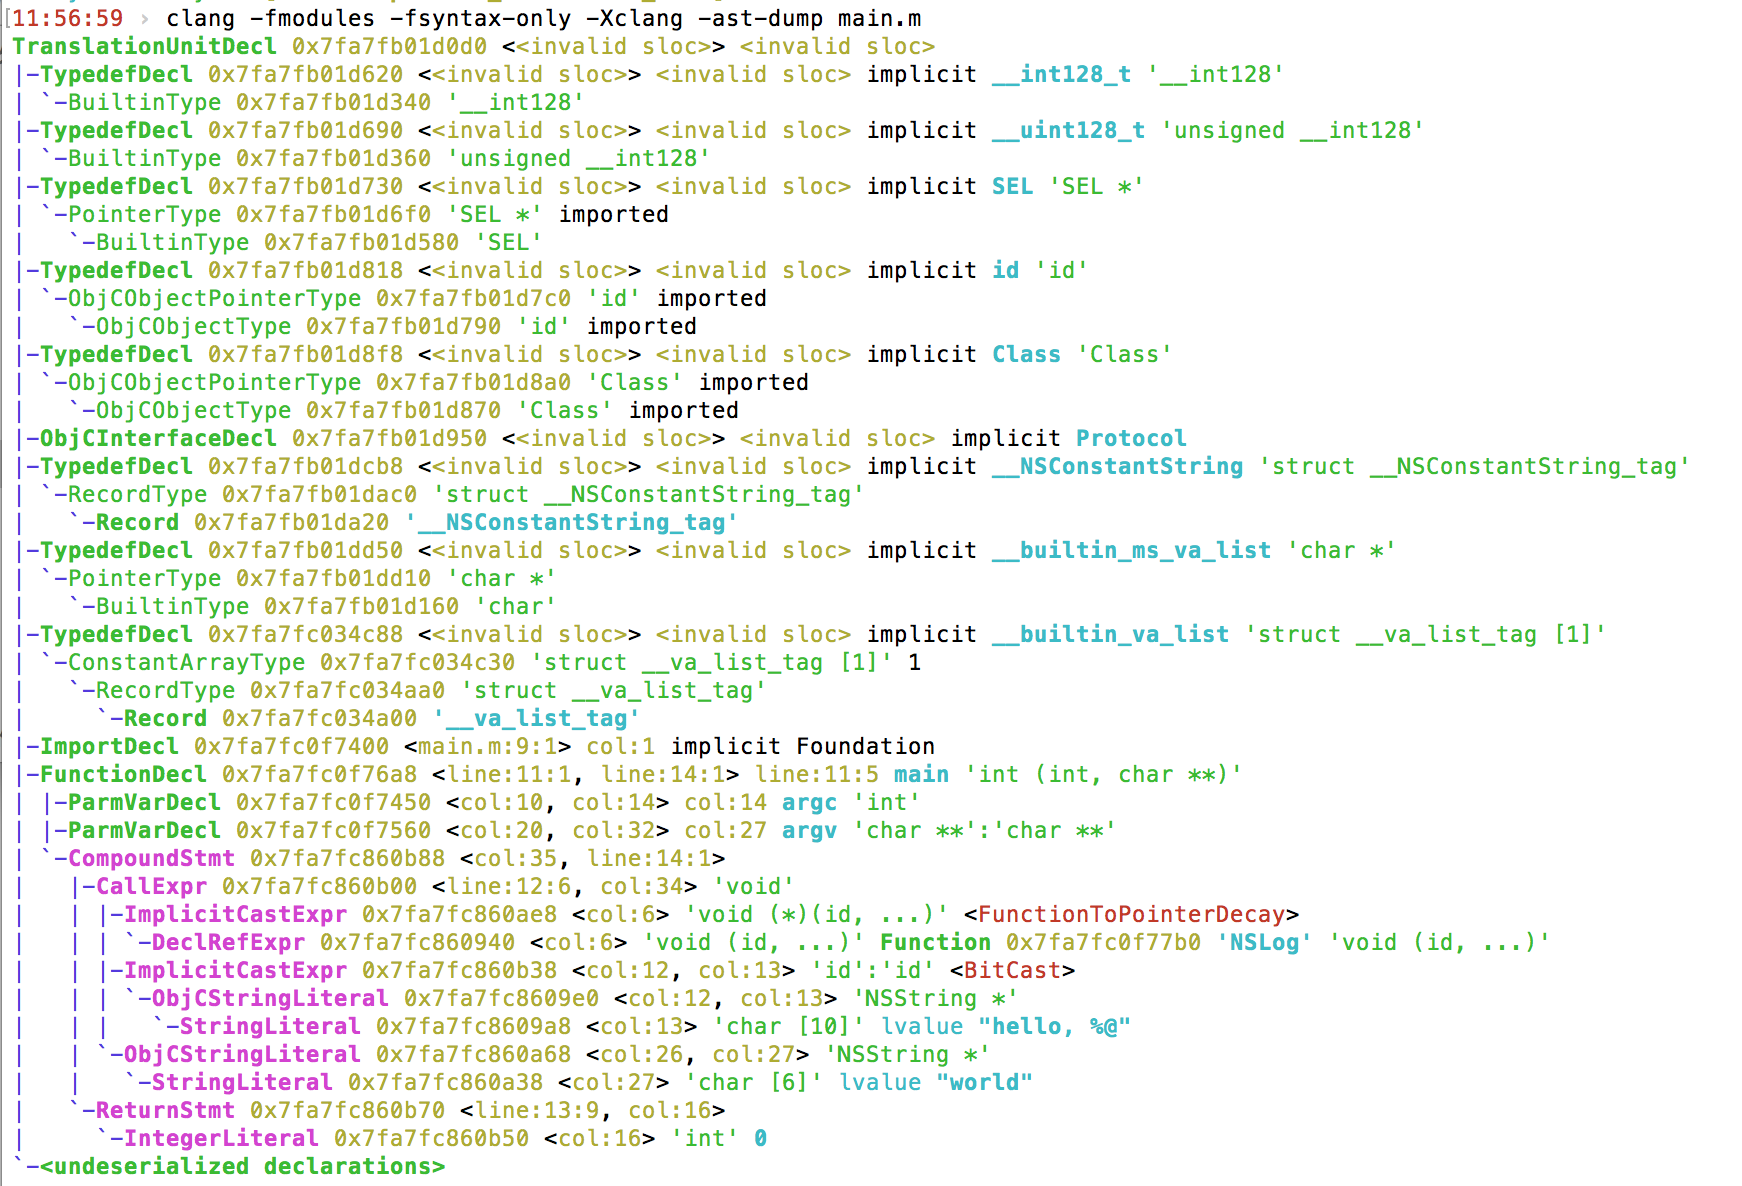 [11:56:59 › clang -fmodules -fsyntax-only -Xclang -ast-dump main.m
TranslationUnitDecl 0x7fa7fb01d0d0 <<invalid sloc>> <invalid sloc>
|-TypedefDecl 0x7fa7fb01d620 <<invalid sloc>> <invalid sloc> implicit __int128_t '__int128'
| `-BuiltinType 0x7fa7fb01d340 '__int128'
|-TypedefDecl 0x7fa7fb01d690 <<invalid sloc>> <invalid sloc> implicit __uint128_t 'unsigned __int128'
| `-BuiltinType 0x7fa7fb01d360 'unsigned __int128'
|-TypedefDecl 0x7fa7fb01d730 <<invalid sloc>> <invalid sloc> implicit SEL 'SEL *'
| `-PointerType 0x7fa7fb01d6f0 'SEL *' imported
|   `-BuiltinType 0x7fa7fb01d580 'SEL'
|-TypedefDecl 0x7fa7fb01d818 <<invalid sloc>> <invalid sloc> implicit id 'id'
| `-ObjCObjectPointerType 0x7fa7fb01d7c0 'id' imported
|   `-ObjCObjectType 0x7fa7fb01d790 'id' imported
|-TypedefDecl 0x7fa7fb01d8f8 <<invalid sloc>> <invalid sloc> implicit Class 'Class'
| `-ObjCObjectPointerType 0x7fa7fb01d8a0 'Class' imported
|   `-ObjCObjectType 0x7fa7fb01d870 'Class' imported
|-ObjCInterfaceDecl 0x7fa7fb01d950 <<invalid sloc>> <invalid sloc> implicit Protocol
|-TypedefDecl 0x7fa7fb01dcb8 <<invalid sloc>> <invalid sloc> implicit __NSConstantString 'struct __NSConstantString_tag'
| `-RecordType 0x7fa7fb01dac0 'struct __NSConstantString_tag'
|   `-Record 0x7fa7fb01da20 '__NSConstantString_tag'
|-TypedefDecl 0x7fa7fb01dd50 <<invalid sloc>> <invalid sloc> implicit __builtin_ms_va_list 'char *'
| `-PointerType 0x7fa7fb01dd10 'char *'
|   `-BuiltinType 0x7fa7fb01d160 'char'
|-TypedefDecl 0x7fa7fc034c88 <<invalid sloc>> <invalid sloc> implicit __builtin_va_list 'struct __va_list_tag [1]'
| `-ConstantArrayType 0x7fa7fc034c30 'struct __va_list_tag [1]' 1
|   `-RecordType 0x7fa7fc034aa0 'struct __va_list_tag'
|     `-Record 0x7fa7fc034a00 '__va_list_tag'
|-ImportDecl 0x7fa7fc0f7400 <main.m:9:1> col:1 implicit Foundation
|-FunctionDecl 0x7fa7fc0f76a8 <line:11:1, line:14:1> line:11:5 main 'int (int, char **)'
| |-ParmVarDecl 0x7fa7fc0f7450 <col:10, col:14> col:14 argc 'int'
| |-ParmVarDecl 0x7fa7fc0f7560 <col:20, col:32> col:27 argv 'char **':'char **'
| `-CompoundStmt 0x7fa7fc860b88 <col:35, line:14:1>
|   |-CallExpr 0x7fa7fc860b00 <line:12:6, col:34> 'void'
|   | |-ImplicitCastExpr 0x7fa7fc860ae8 <col:6> 'void (*)(id, ...)' <FunctionToPointerDecay>
|   | | `-DeclRefExpr 0x7fa7fc860940 <col:6> 'void (id, ...)' Function 0x7fa7fc0f77b0 'NSLog' 'void (id, ...)'
|   | |-ImplicitCastExpr 0x7fa7fc860b38 <col:12, col:13> 'id':'id' <BitCast>
|   | | `-ObjCStringLiteral 0x7fa7fc8609e0 <col:12, col:13> 'NSString *'
|   | |   `-StringLiteral 0x7fa7fc8609a8 <col:13> 'char [10]' lvalue "hello, %@"
|   | `-ObjCStringLiteral 0x7fa7fc860a68 <col:26, col:27> 'NSString *'
|   |   `-StringLiteral 0x7fa7fc860a38 <col:27> 'char [6]' lvalue "world"
|   `-ReturnStmt 0x7fa7fc860b70 <line:13:9, col:16>
|     `-IntegerLiteral 0x7fa7fc860b50 <col:16> 'int' 0
`-<undeserialized declarations>